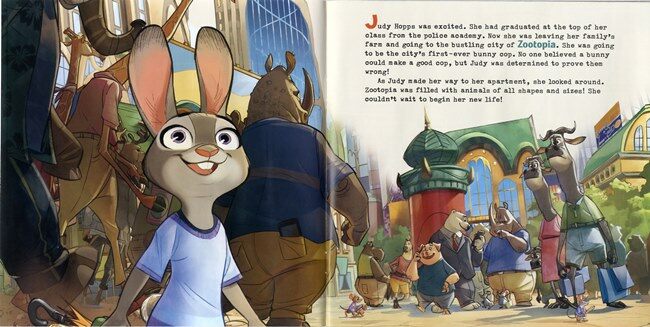 Judy Hopps was excited. She had graduated at the top of her
class from the police academy. Now she was leaving her family's
farm and going to the bustling city of Zootopia. She was going
to be the city's first-ever bunny cop. No one believed a bunny
could make a good cop, but Judy was determined to prove them
wrong!
As Judy made her way to her apartment, she looked around.
Zootopia was filled with animals of all shapes and sizes! She
couldn't wait to begin her new life!